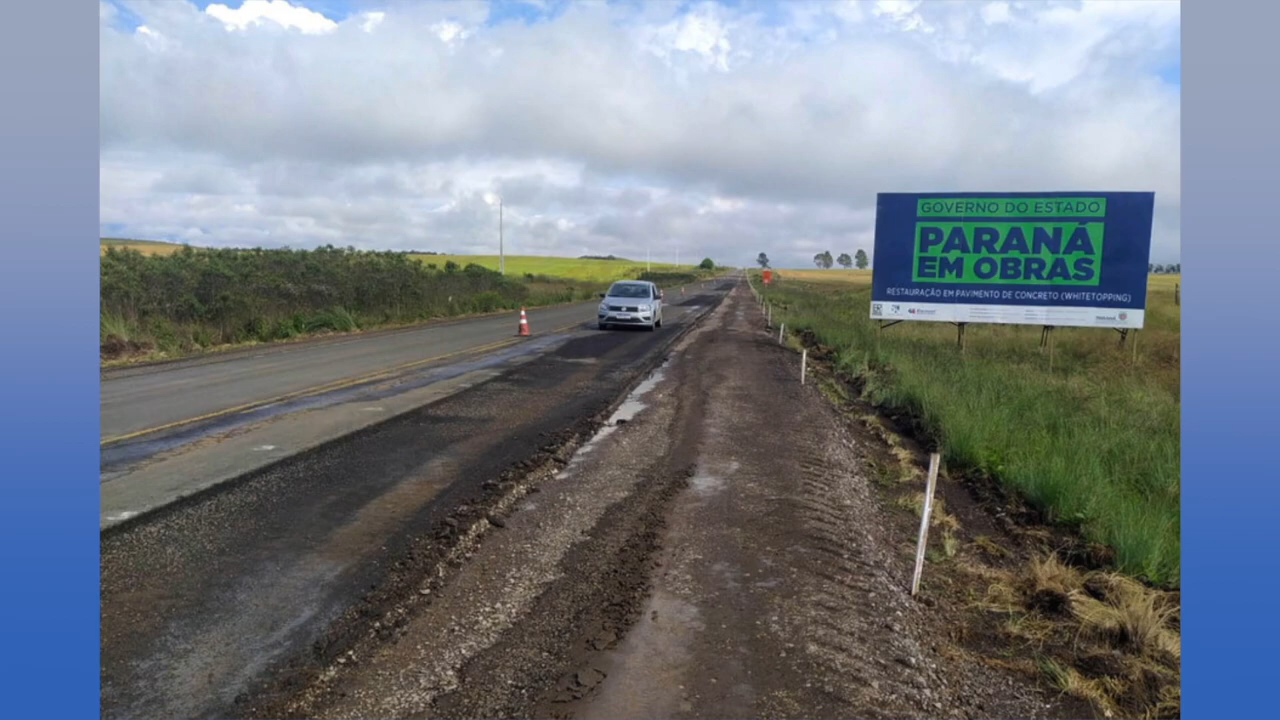 GOVERNO DO ESTADO
PARANÁ
EM OBRAS
RESTAURAÇÃO EM PAVIMENTO DE CONCRETO (WHITETOPPING)